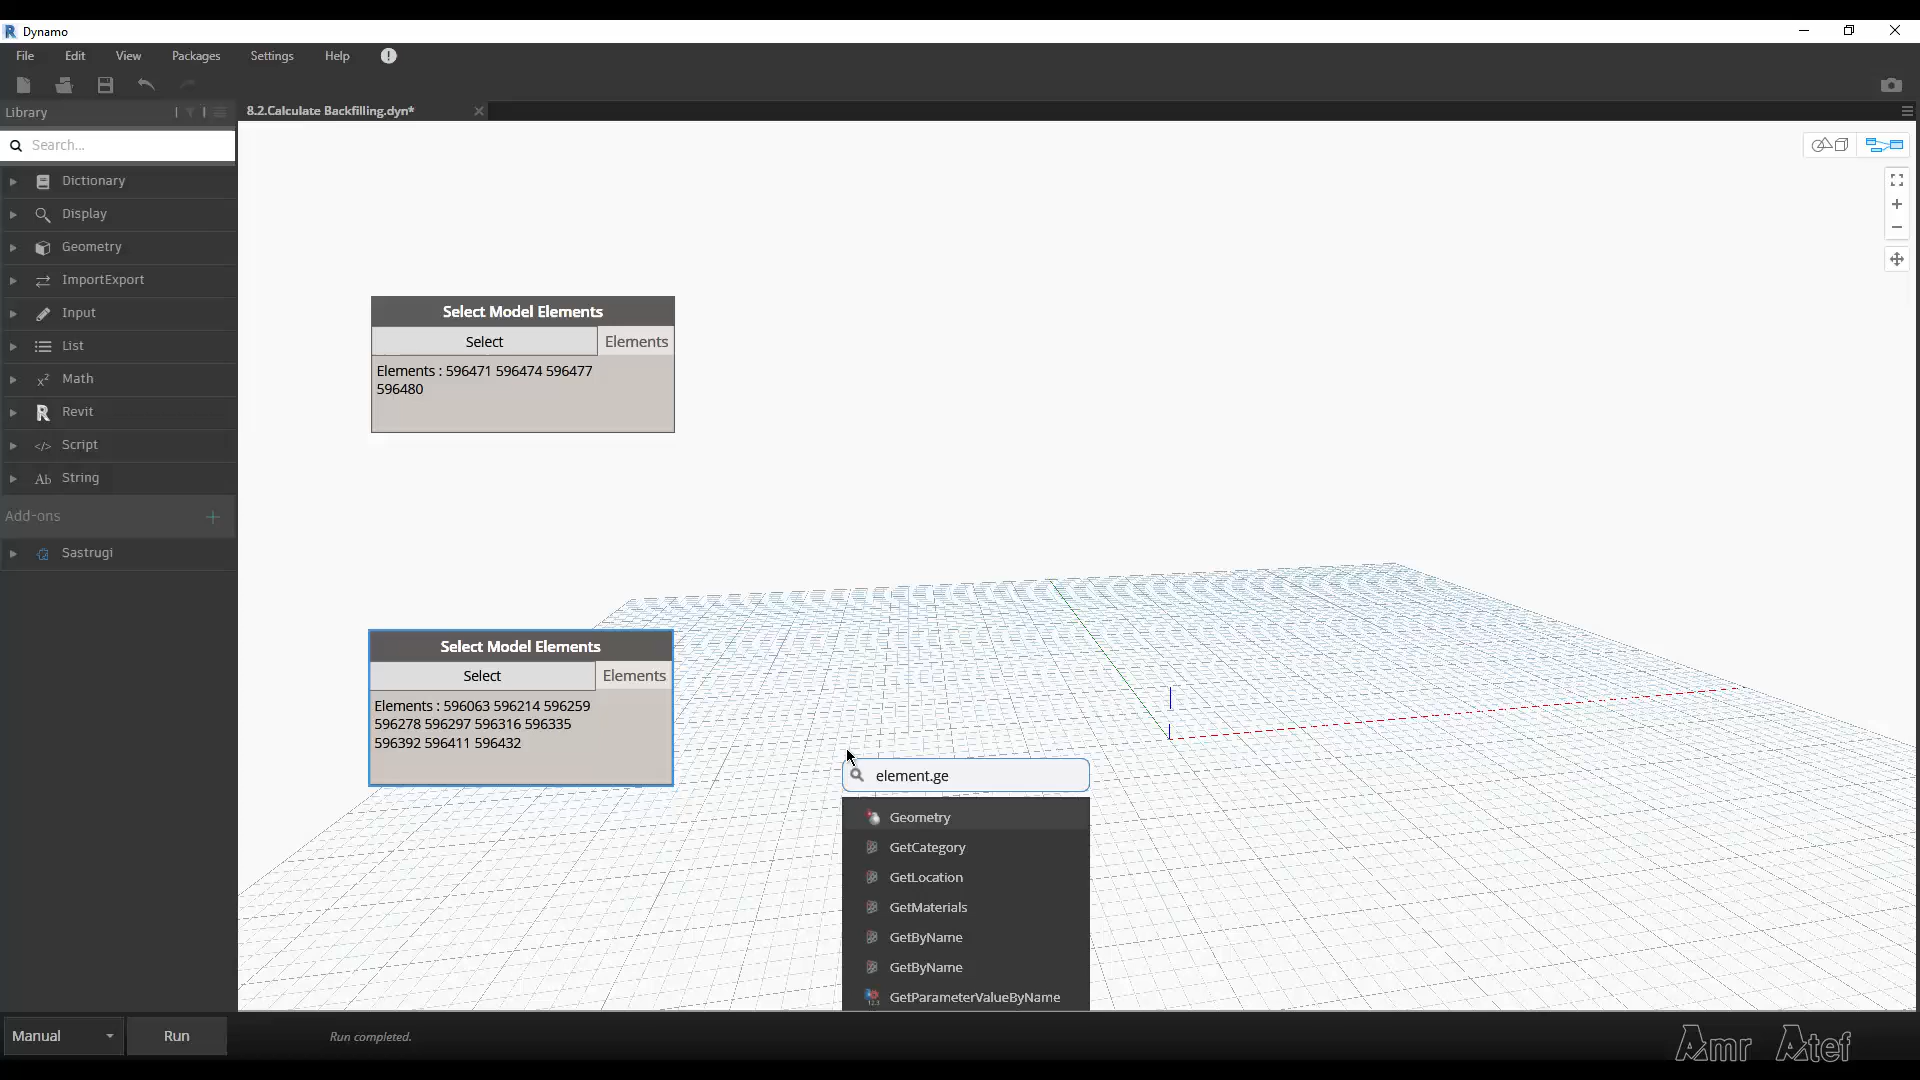 Dynamo
File Edit View Packages Settings Help
Library
8.2.Calculate Backfilling.dyn*
Search...
Dictionary
Display
Geometry
ImportExport
Input
List
Math
Revit
Script
String
Add-ons
Sastrugi
Select Model Elements
Select Elements
Elements : 596471 596474 596477
596480
Select Model Elements
Select Elements
Elements : 596063 596214 596259
596278 596297 596316 596335
596392 596411 596432
element.ge
Geometry
GetCategory
GetLocation
GetMaterials
GetByName
GetByName
GetParameterValueByName
Manual Run Run completed.
Amr Atef